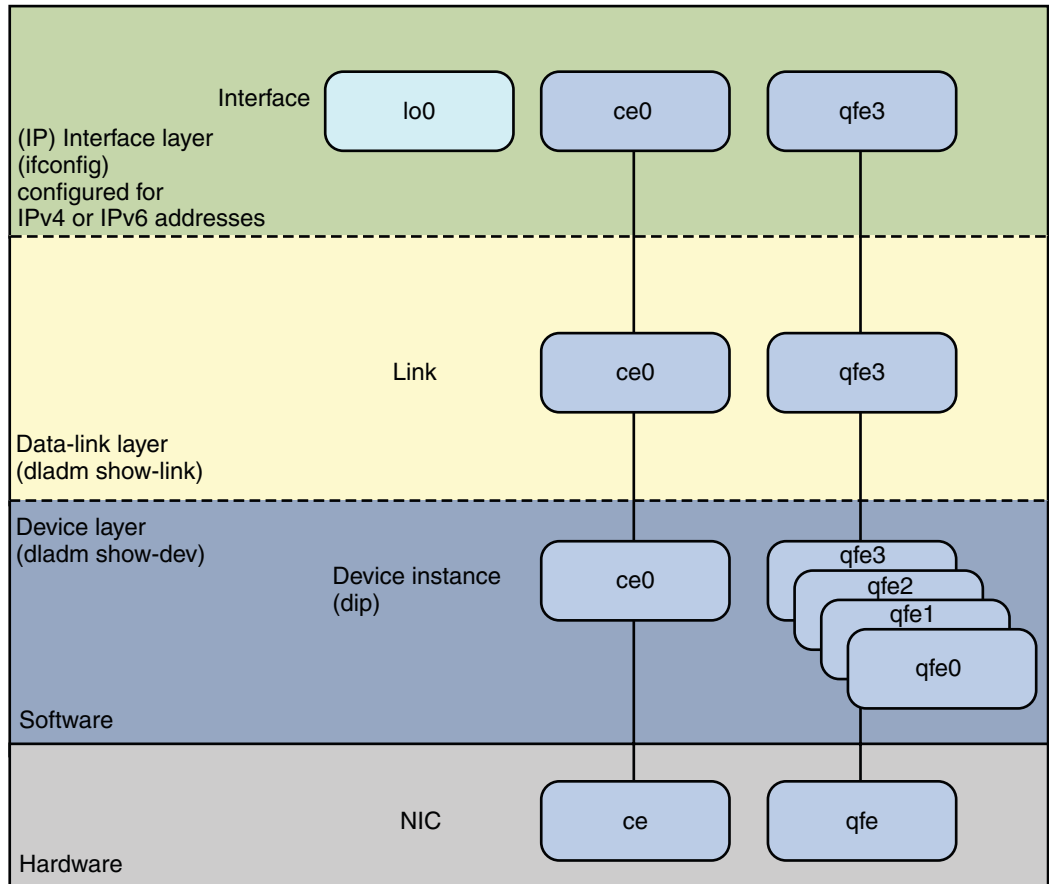 Interface
lo0
ce0
qfe3
(IP) Interface layer
(ifconfig)
configured for
IPv4 or IPv6 addresses
Link
ce0
qfe3
Data-link layer
(dladm show-link)
Device layer
(dladm show-dev)
Device instance
(dip)
ce0
qfe3
qfe2
qfe1
qfe0
Software
NIC
ce
qfe
Hardware